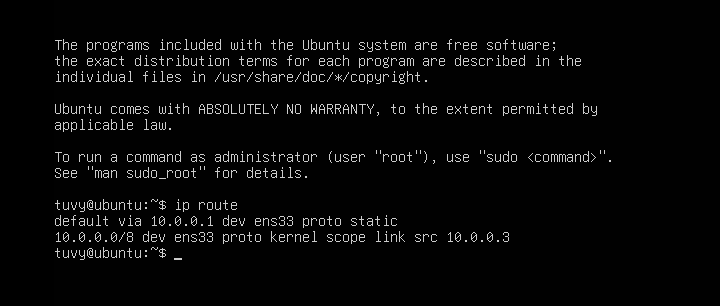 The programs included with the Ubuntu system are free software;
the exact distribution terms for each program are described in the
individual files in /usr/share/doc/*/copyright.
Ubuntu comes with ABSOLUTELY NO WARRANTY, to the extent permitted by
applicable law.
To run a command as administrator (user "root"), use "sudo <command>".
See "man sudo_root" for details.
tuvy@ubuntu:~$ ip route
default via 10.0.0.1 dev ens33 proto static
10.0.0.0/8 dev ens33 proto kernel scope link src 10.0.0.3
tuvy@ubuntu:~$ _